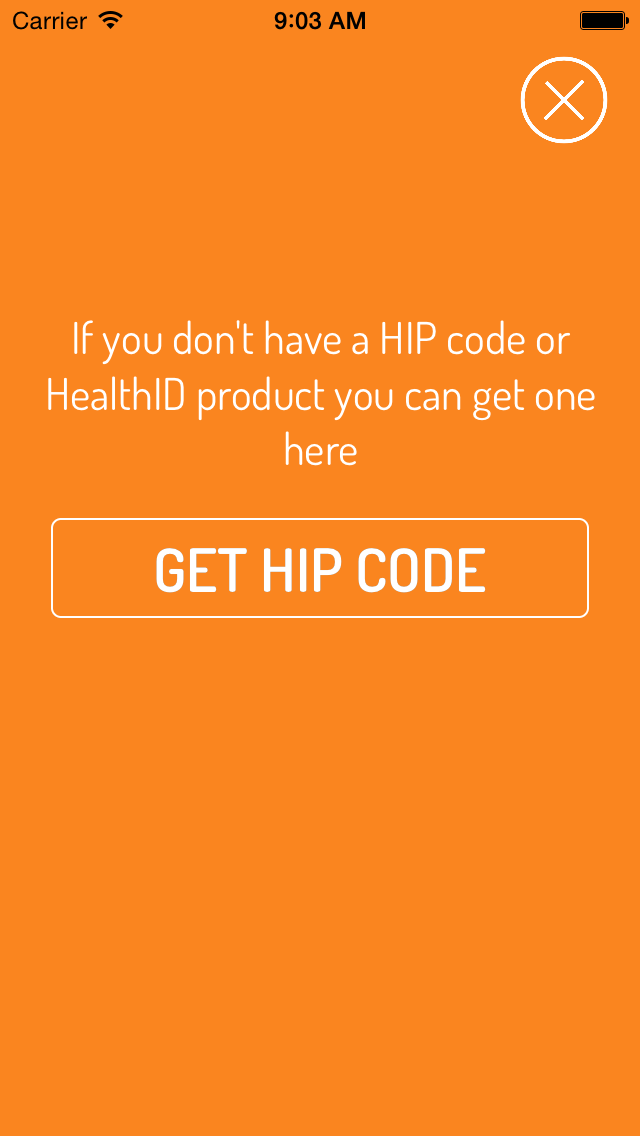 Carrier 9:03 AM
If you don't have a HIP code or
HealthID product you can get one
here
GET HIP CODE